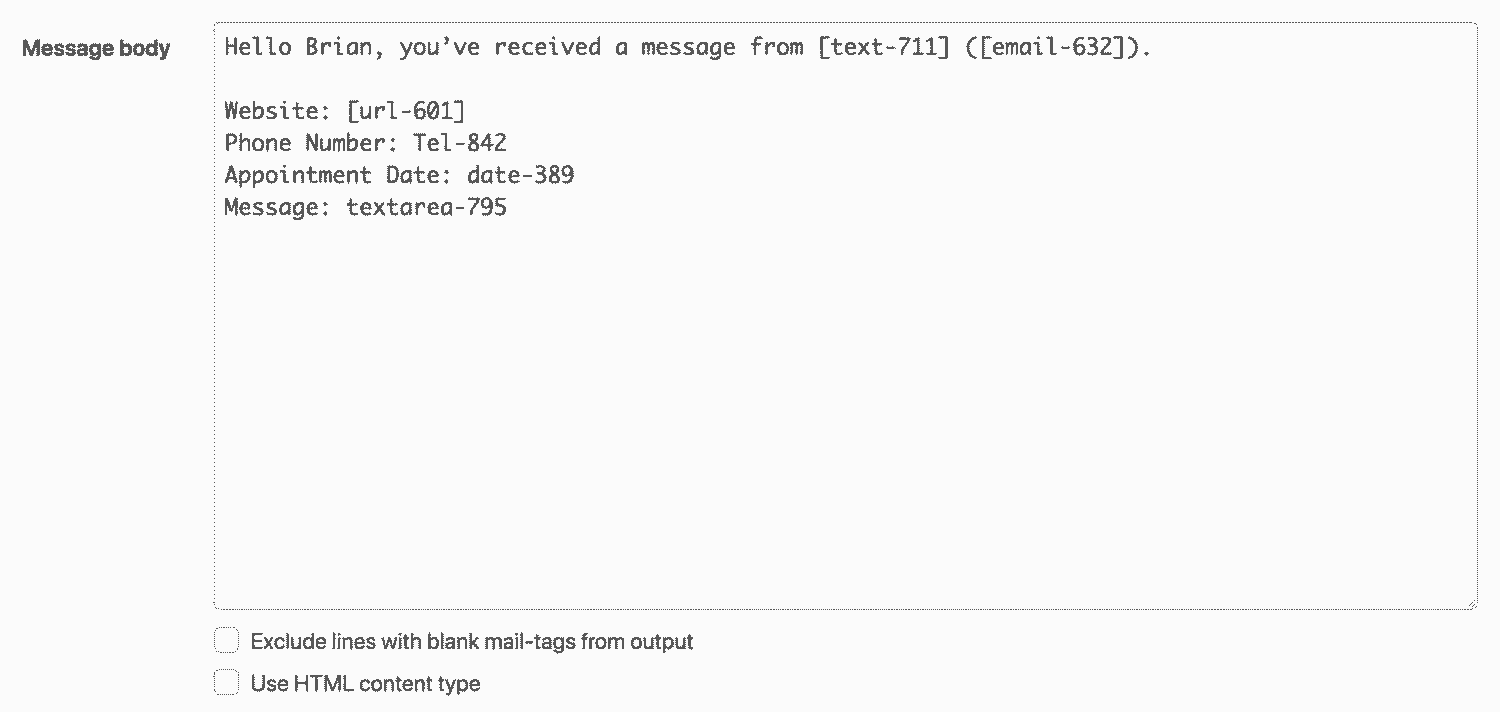 Message body
Hello Brian, you’ve received a message from [text-711] ([email-632]).
Website: [url-601]
Phone Number: Tel-842
Appointment Date: date-389
Message: textarea-795
Exclude lines with blank mail-tags from output
Use HTML content type